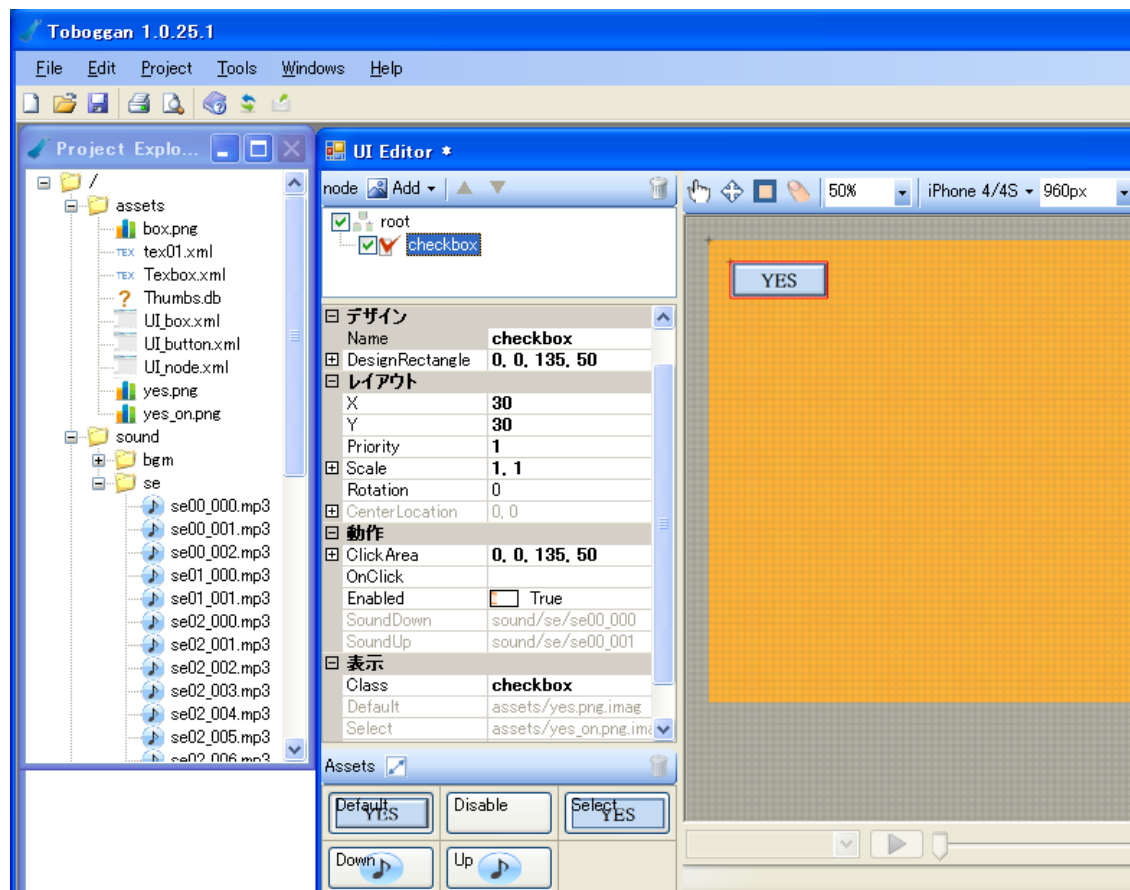 Toboggan 1.0.25.1
File Edit Project Tools Windows Help
Project Explo...
/
assets
box.png
TEX tex01.xml
TEX Texbox.xml
Thumbs.db
UI_box.xml
UI_button.xml
UI_node.xml
yes.png
yes_on.png
sound
bgm
se
se00_000.mp3
se00_001.mp3
se00_002.mp3
se01_000.mp3
se01_001.mp3
se02_000.mp3
se02_001.mp3
se02_002.mp3
se02_003.mp3
se02_004.mp3
se02_005.mp3
se02_006.mp3
UI Editor *
node Add
50% iPhone 4/4S 960px
root
checkbox
デザイン
Name checkbox
DesignRectangle 0, 0, 135, 50
レイアウト
X 30
Y 30
Priority 1
Scale 1, 1
Rotation 0
CenterLocation 0, 0
動作
ClickArea 0, 0, 135, 50
OnClick
Enabled True
SoundDown sound/se/se00_000
SoundUp sound/se/se00_001
表示
Class checkbox
Default assets/yes.png.imag
Select assets/yes_on.png.ima
Assets
Default YES
Disable
Select YES
Down
Up
YES